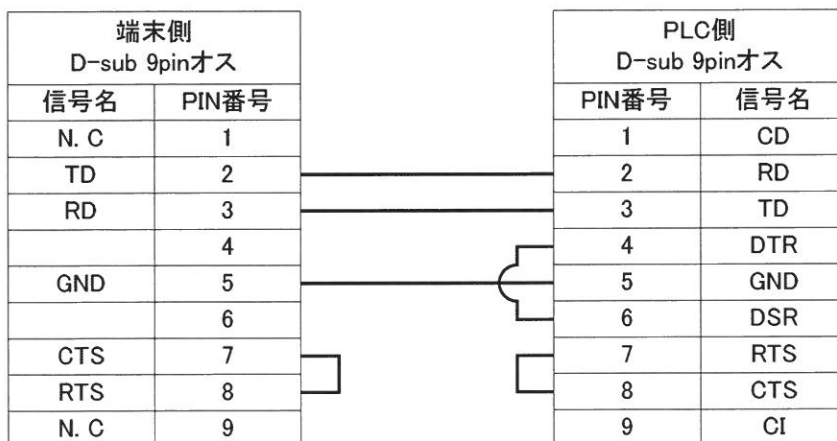 端末側
D-sub 9pinオス
信号名 PIN番号
N. C 1
TD 2
RD 3
4
GND 5
6
CTS 7
RTS 8
N. C 9
PLC側
D-sub 9pinオス
PIN番号 信号名
1 CD
2 RD
3 TD
4 DTR
5 GND
6 DSR
7 RTS
8 CTS
9 CI